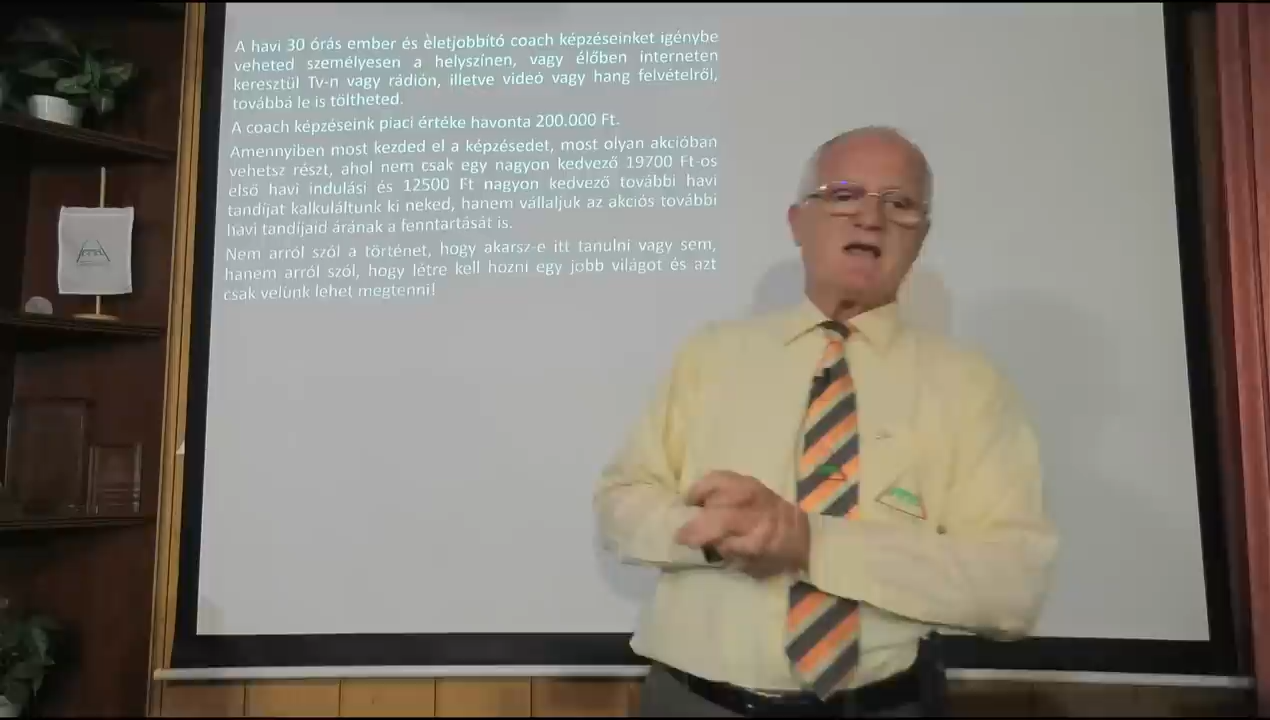 A havi 30 órás ember és életjobbító coach képzéseinket igénybe
veheted személyesen a helyszínen, vagy élőben interneten
keresztül Tv-n vagy rádión, illetve videó vagy hang felvételről,
továbbá le is töltheted.
A coach képzéseink piaci értéke havonta 200.000 Ft.
Amennyiben most kezded el a képzésedet, most olyan akcióban
vehetsz részt, ahol nem csak egy nagyon kedvező 19700 Ft-os
első havi indulási és 12500 Ft nagyon kedvező további havi
tandíjat kalkuláltunk ki neked, hanem vállaljuk az akciós további
havi tandíjaid árának a fenntartását is.
Nem arról szól a történet, hogy akarsz-e itt tanulni vagy sem,
hanem arról szól, hogy létre kell hozni egy jobb világot és azt
csak velünk lehet megtenni!